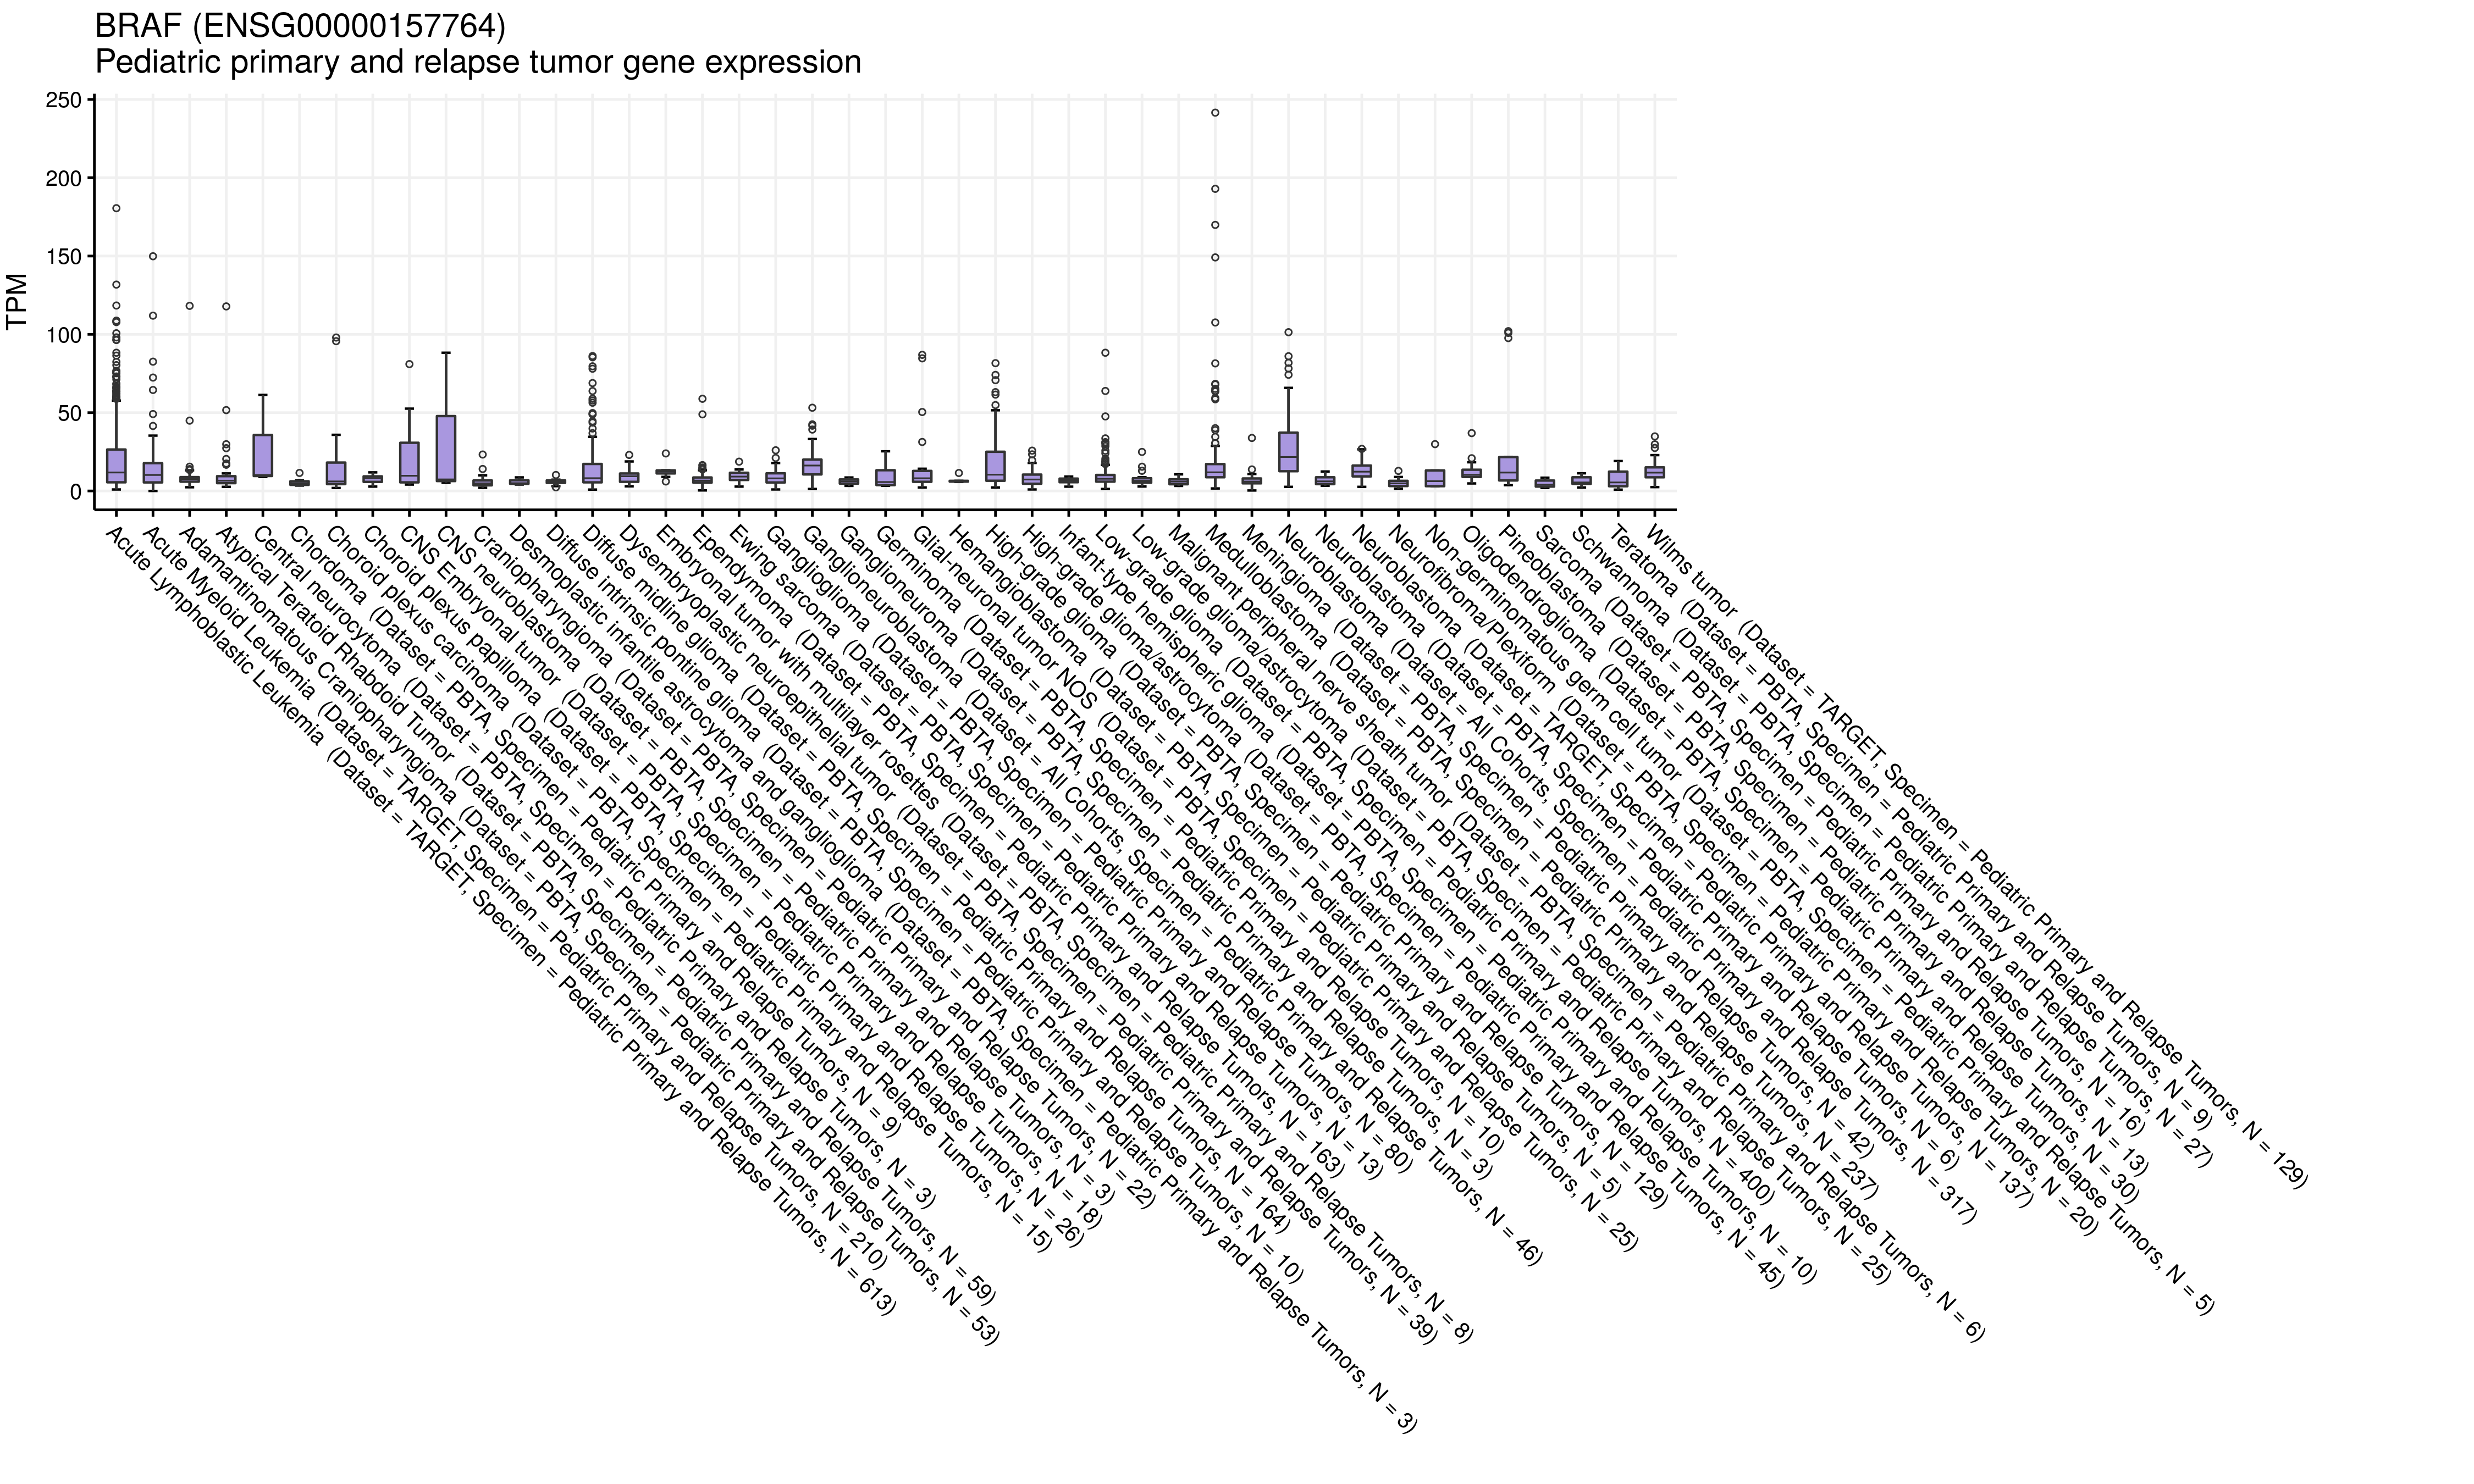 BRAF (ENSG00000157764)
Pediatric primary and relapse tumor gene expression
TPM
250
200
150
100
50
0
Acute Lymphoblastic Leukemia (Dataset = TARGET, Specimen = Pediatric Primary and Relapse Tumors, N = 613)
Acute Myeloid Leukemia (Dataset = TARGET, Specimen = Pediatric Primary and Relapse Tumors, N = 210)
Adamantinomatous Craniopharyngioma (Dataset = PBTA, Specimen = Pediatric Primary and Relapse Tumors, N = 53)
Atypical Teratoid Rhabdoid Tumor (Dataset = PBTA, Specimen = Pediatric Primary and Relapse Tumors, N = 59)
Central neurocytoma (Dataset = PBTA, Specimen = Pediatric Primary and Relapse Tumors, N = 3)
Chordoma (Dataset = PBTA, Specimen = Pediatric Primary and Relapse Tumors, N = 9)
Choroid plexus carcinoma (Dataset = PBTA, Specimen = Pediatric Primary and Relapse Tumors, N = 15)
Choroid plexus papilloma (Dataset = PBTA, Specimen = Pediatric Primary and Relapse Tumors, N = 26)
CNS Embryonal tumor (Dataset = PBTA, Specimen = Pediatric Primary and Relapse Tumors, N = 18)
CNS neuroblastoma (Dataset = PBTA, Specimen = Pediatric Primary and Relapse Tumors, N = 3)
Craniopharyngioma (Dataset = PBTA, Specimen = Pediatric Primary and Relapse Tumors, N = 22)
Desmoplastic infantile astrocytoma and ganglioglioma (Dataset = PBTA, Specimen = Pediatric Primary and Relapse Tumors, N = 3)
Diffuse intrinsic pontine glioma (Dataset = PBTA, Specimen = Pediatric Primary and Relapse Tumors, N = 10)
Diffuse midline glioma (Dataset = PBTA, Specimen = Pediatric Primary and Relapse Tumors, N = 164)
Dysembryoplastic neuroepithelial tumor (Dataset = PBTA, Specimen = Pediatric Primary and Relapse Tumors, N = 39)
Embryonal tumor with multilayer rosettes (Dataset = PBTA, Specimen = Pediatric Primary and Relapse Tumors, N = 8)
Ependymoma (Dataset = PBTA, Specimen = Pediatric Primary and Relapse Tumors, N = 163)
Ewing sarcoma (Dataset = PBTA, Specimen = Pediatric Primary and Relapse Tumors, N = 13)
Ganglioglioma (Dataset = PBTA, Specimen = Pediatric Primary and Relapse Tumors, N = 80)
Ganglioneuroblastoma (Dataset = All Cohorts, Specimen = Pediatric Primary and Relapse Tumors, N = 46)
Ganglioneuroma (Dataset = PBTA, Specimen = Pediatric Primary and Relapse Tumors, N = 3)
Germinoma (Dataset = PBTA, Specimen = Pediatric Primary and Relapse Tumors, N = 10)
Glial-neuronal tumor NOS (Dataset = PBTA, Specimen = Pediatric Primary and Relapse Tumors, N = 25)
Hemangioblastoma (Dataset = PBTA, Specimen = Pediatric Primary and Relapse Tumors, N = 5)
High-grade glioma (Dataset = PBTA, Specimen = Pediatric Primary and Relapse Tumors, N = 129)
High-grade glioma/astrocytoma (Dataset = PBTA, Specimen = Pediatric Primary and Relapse Tumors, N = 45)
Infant-type hemispheric glioma (Dataset = PBTA, Specimen = Pediatric Primary and Relapse Tumors, N = 10)
Low-grade glioma (Dataset = PBTA, Specimen = Pediatric Primary and Relapse Tumors, N = 400)
Low-grade glioma/astrocytoma (Dataset = PBTA, Specimen = Pediatric Primary and Relapse Tumors, N = 25)
Malignant peripheral nerve sheath tumor (Dataset = PBTA, Specimen = Pediatric Primary and Relapse Tumors, N = 6)
Medulloblastoma (Dataset = PBTA, Specimen = Pediatric Primary and Relapse Tumors, N = 237)
Meningioma (Dataset = PBTA, Specimen = Pediatric Primary and Relapse Tumors, N = 42)
Neuroblastoma (Dataset = All Cohorts, Specimen = Pediatric Primary and Relapse Tumors, N = 317)
Neuroblastoma (Dataset = PBTA, Specimen = Pediatric Primary and Relapse Tumors, N = 6)
Neuroblastoma (Dataset = TARGET, Specimen = Pediatric Primary and Relapse Tumors, N = 137)
Neurofibroma/Plexiform (Dataset = PBTA, Specimen = Pediatric Primary and Relapse Tumors, N = 20)
Non-germinomatous germ cell tumor (Dataset = PBTA, Specimen = Pediatric Primary and Relapse Tumors, N = 5)
Oligodendroglioma (Dataset = PBTA, Specimen = Pediatric Primary and Relapse Tumors, N = 30)
Pineoblastoma (Dataset = PBTA, Specimen = Pediatric Primary and Relapse Tumors, N = 13)
Sarcoma (Dataset = PBTA, Specimen = Pediatric Primary and Relapse Tumors, N = 16)
Schwannoma (Dataset = PBTA, Specimen = Pediatric Primary and Relapse Tumors, N = 27)
Teratoma (Dataset = PBTA, Specimen = Pediatric Primary and Relapse Tumors, N = 9)
Wilms tumor (Dataset = TARGET, Specimen = Pediatric Primary and Relapse Tumors, N = 129)